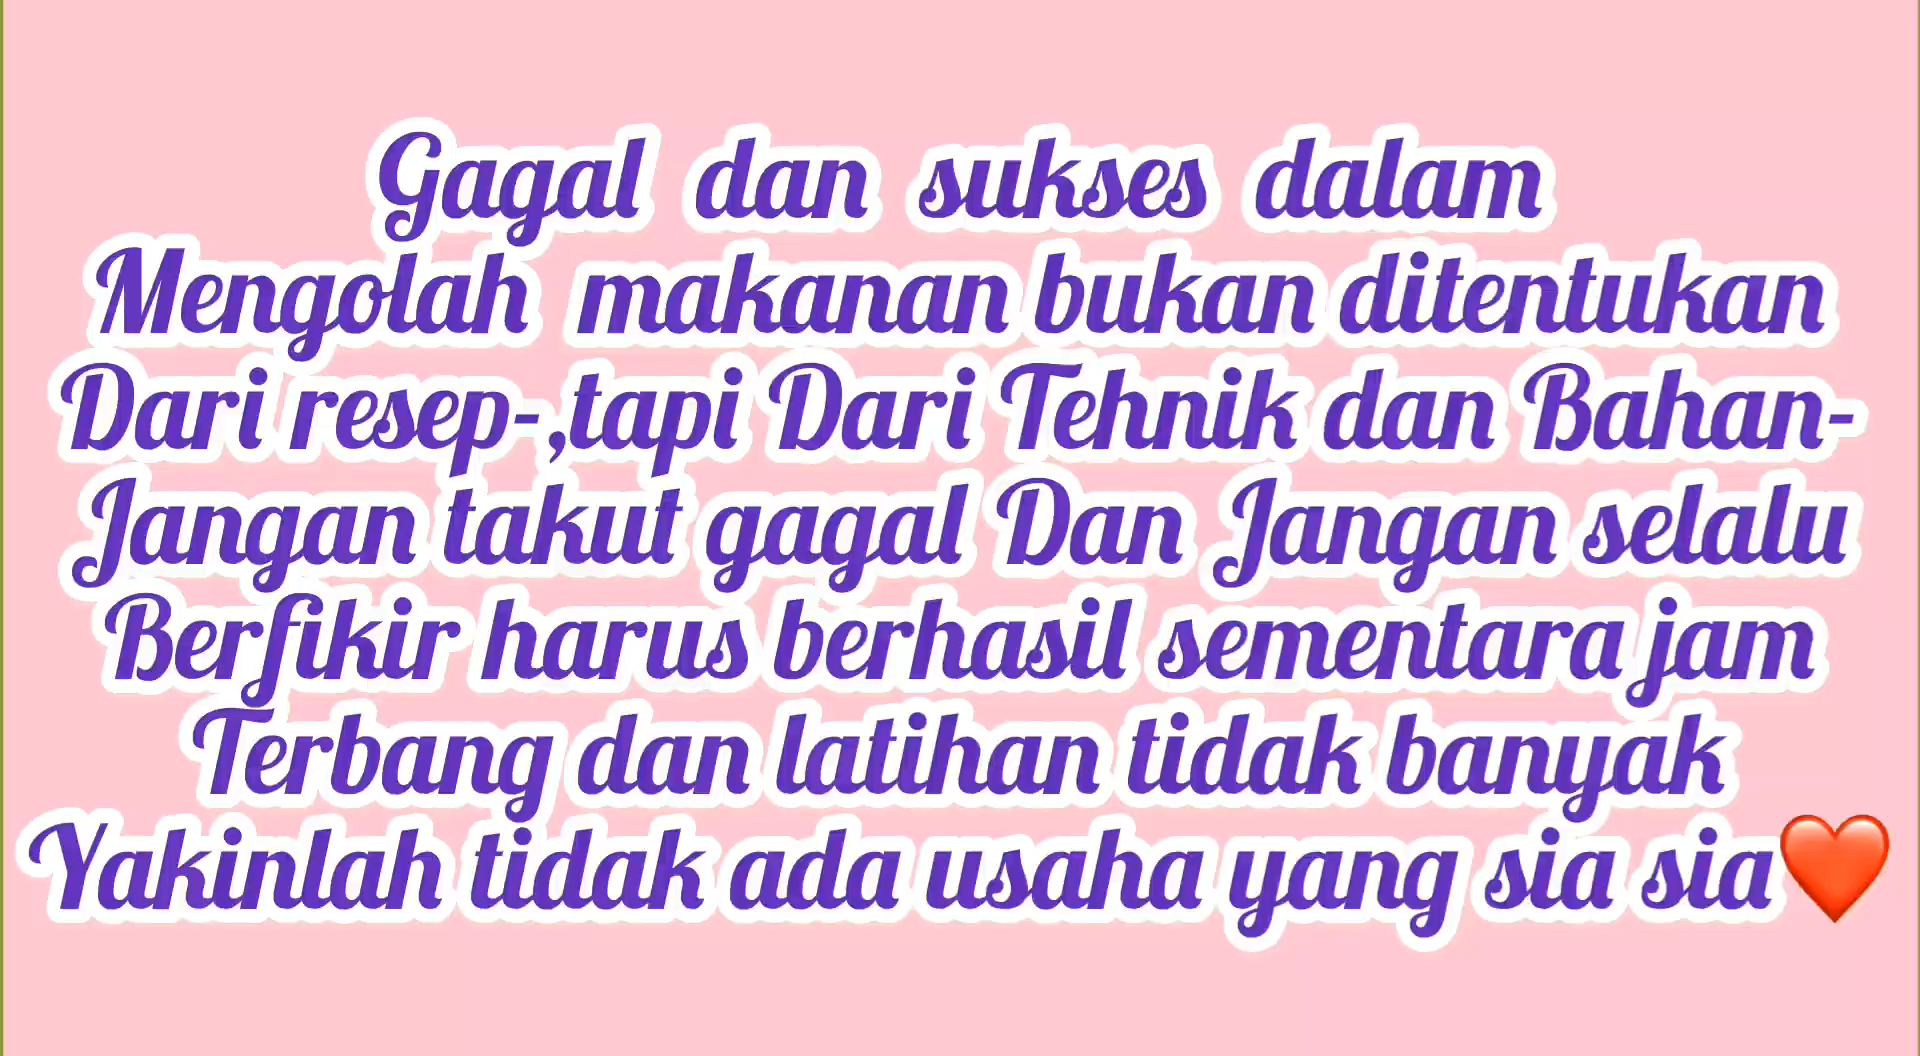 Gagal dan sukses dalam
Mengolah makanan bukan ditentukan
Dari resep-,tapi Dari Tehnik dan Bahan-
Jangan takut gagal Dan Jangan selalu
Berfikir harus berhasil sementara jam
Terbang dan latihan tidak banyak
Yakinlah tidak ada usaha yang sia sia❤️